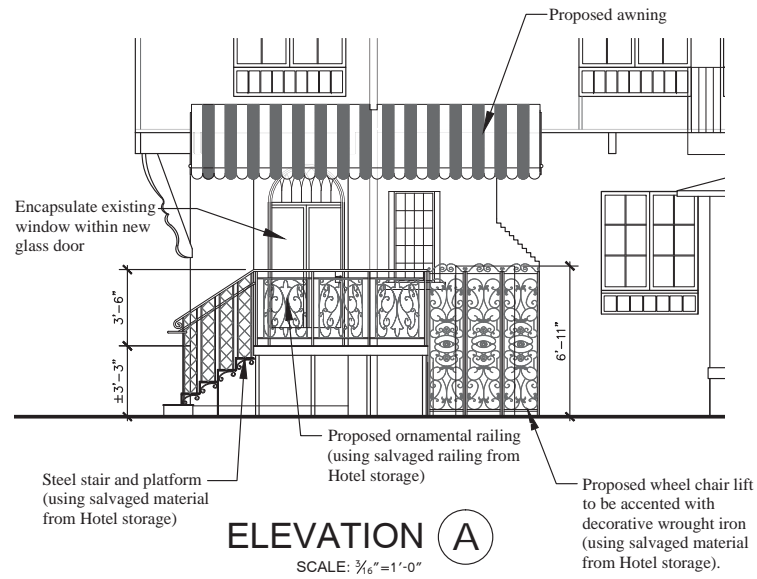 Proposed awning
Encapsulate existing
window within new
glass door
3'-6"
±3'-3"
6'-11"
Proposed ornamental railing
(using salvaged railing from
Hotel storage)
Steel stair and platform
(using salvaged material
from Hotel storage)
Proposed wheel chair lift
to be accented with
decorative wrought iron
(using salvaged material
from Hotel storage).
ELEVATION A
SCALE: 3/16"=1'-0"